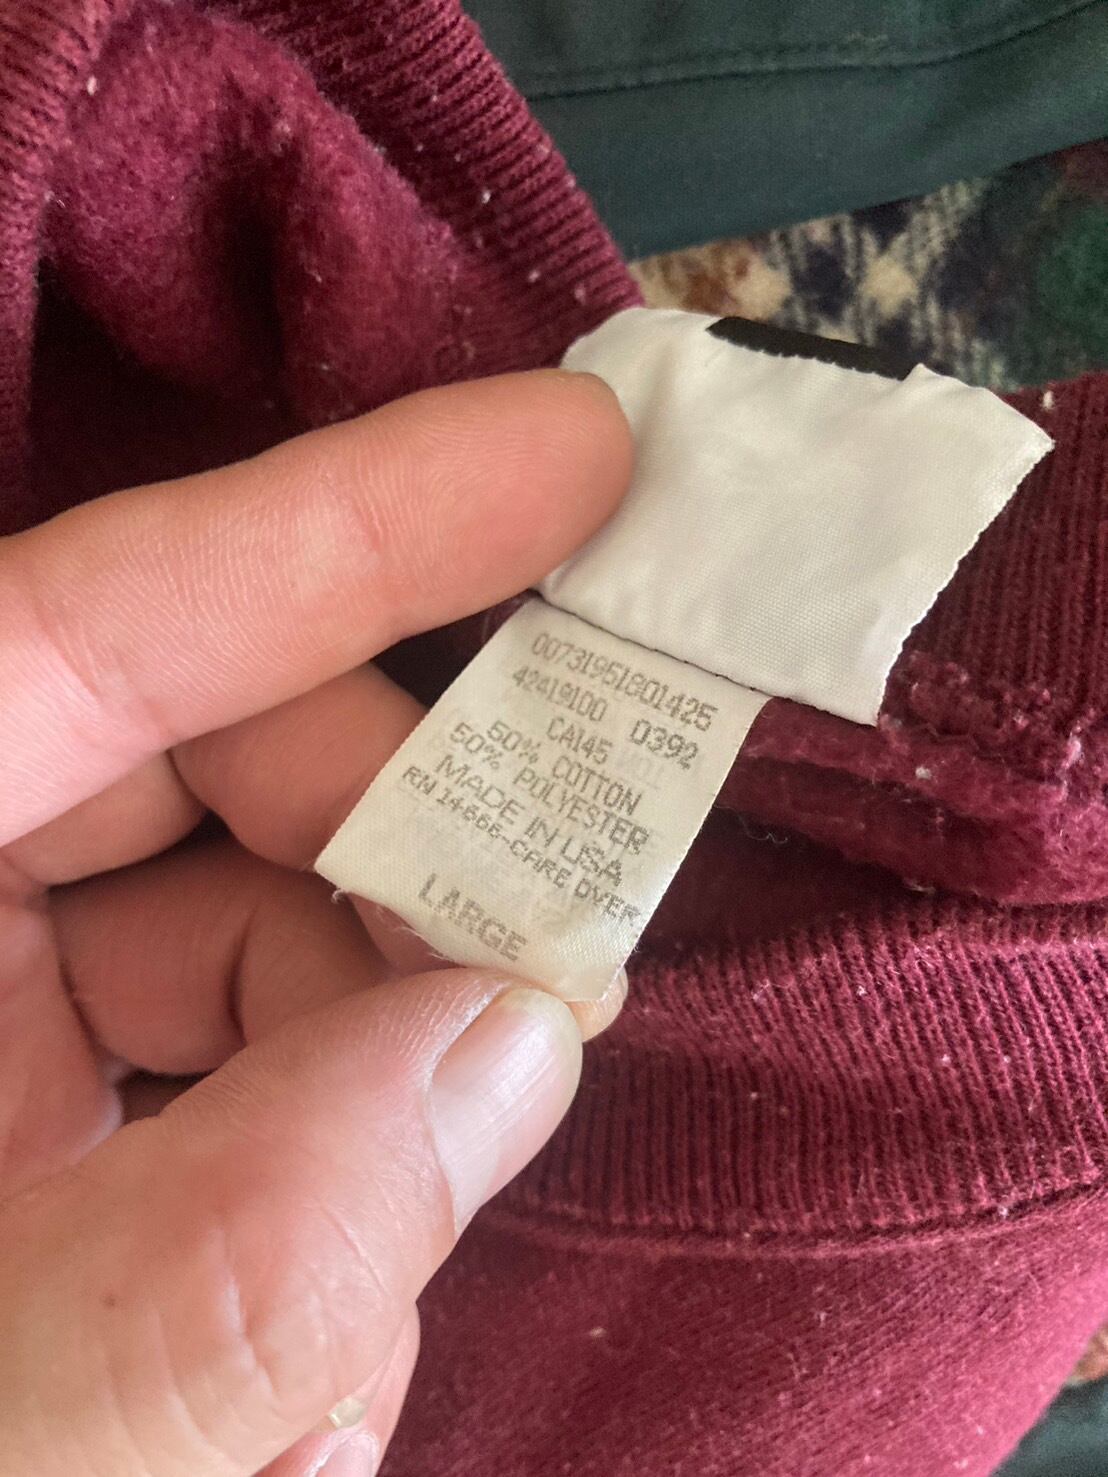 00731951801425
42419100 0392
CA145
50% COTTON
50% POLYESTER
MADE IN USA
RN 14666-CARE OVER
LARGE